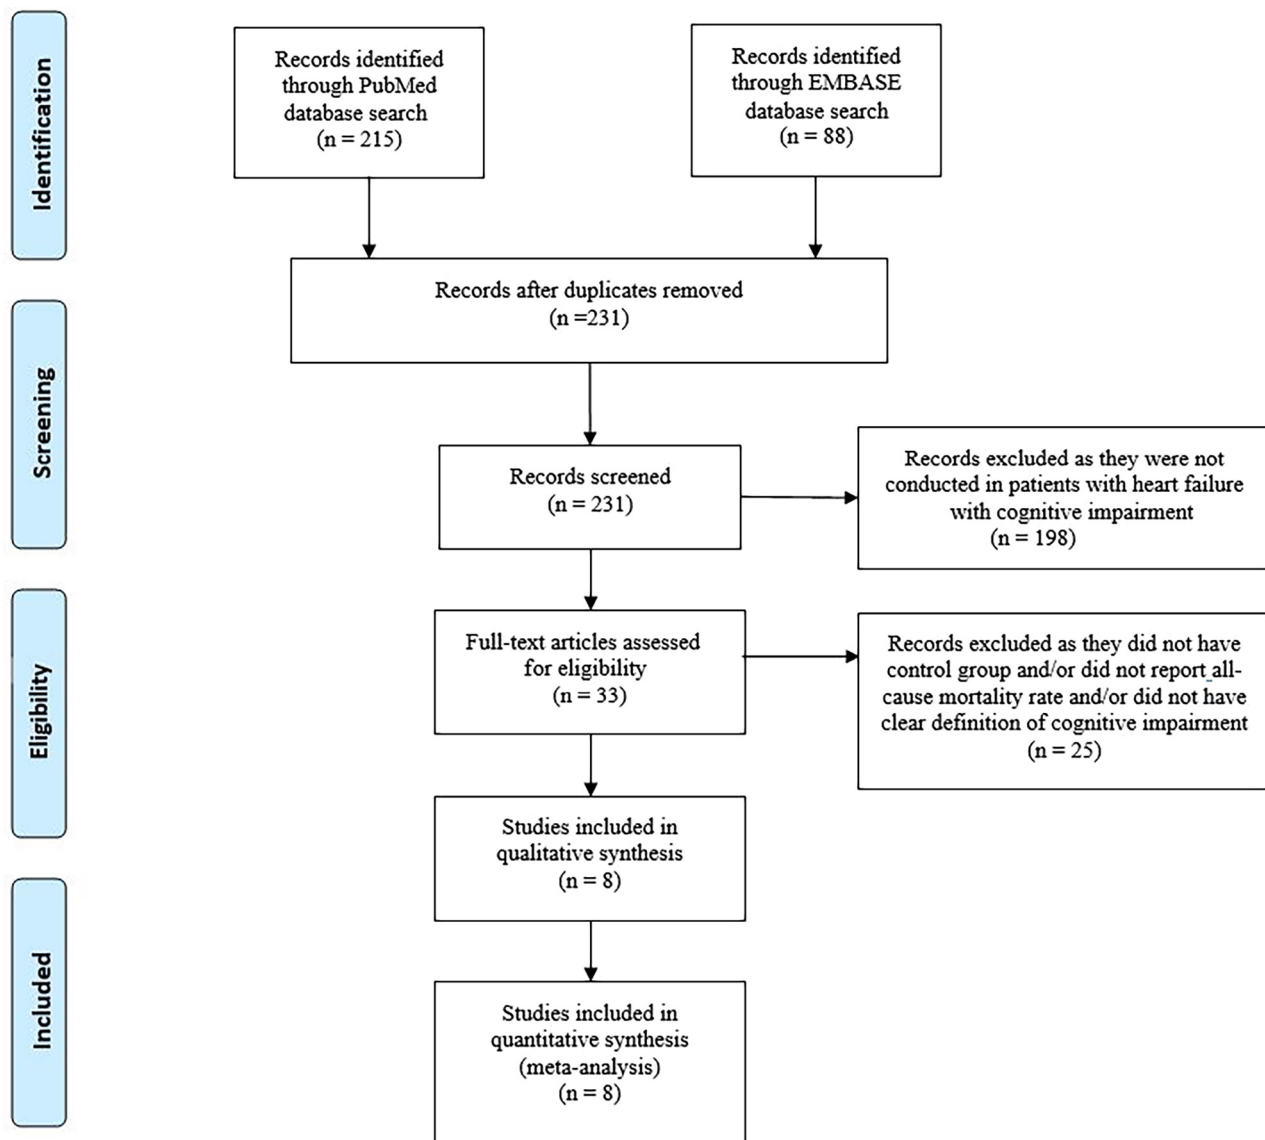 Identification
Records identified
through PubMed
database search
(n = 215)
Records identified
through EMBASE
database search
(n = 88)
Records after duplicates removed
(n =231)
Screening
Records screened
(n = 231)
Records excluded as they were not
conducted in patients with heart failure
with cognitive impairment
(n = 198)
Eligibility
Full-text articles assessed
for eligibility
(n = 33)
Records excluded as they did not have
control group and/or did not report all-
cause mortality rate and/or did not have
clear definition of cognitive impairment
(n = 25)
Studies included in
qualitative synthesis
(n = 8)
Included
Studies included in
quantitative synthesis
(meta-analysis)
(n = 8)